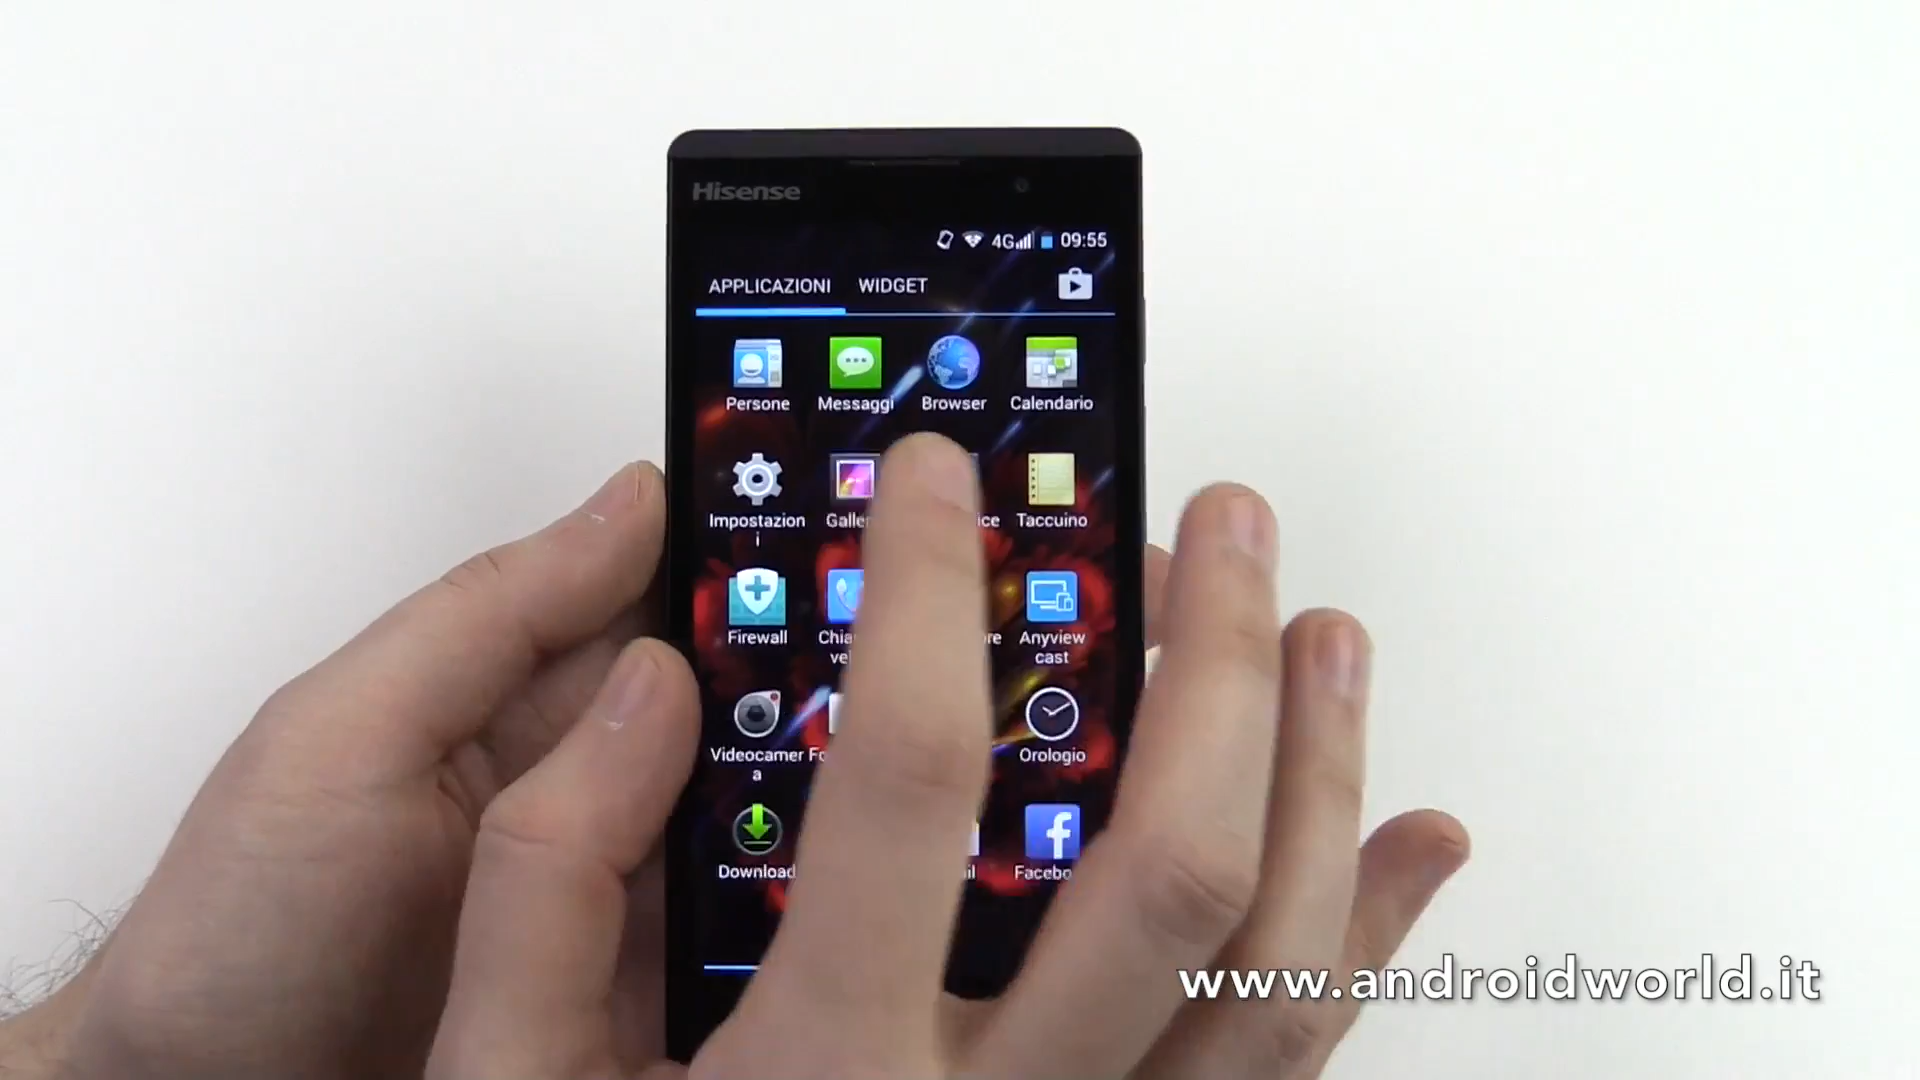 Hisense
4G 09:55
APPLICAZIONI WIDGET
Persone Messaggi Browser Calendario
Impostazion
i
Taccuino
Firewall
Anyview
cast
Videocamer
a
Orologio
Download
www.androidworld.it